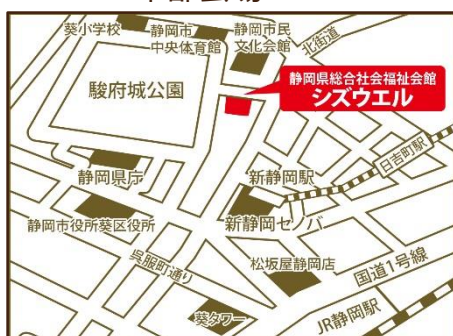 葵小学校
静岡市
中央体育館
静岡市民
文化会館
北街道
駿府城公園
静岡県総合社会福祉会館
シズウエル
日吉町駅
静岡県庁
新静岡駅
静岡市役所葵区役所
新静岡セノバ
呉服町通り
松坂屋静岡店
国道1号線
葵タワー
JR静岡駅